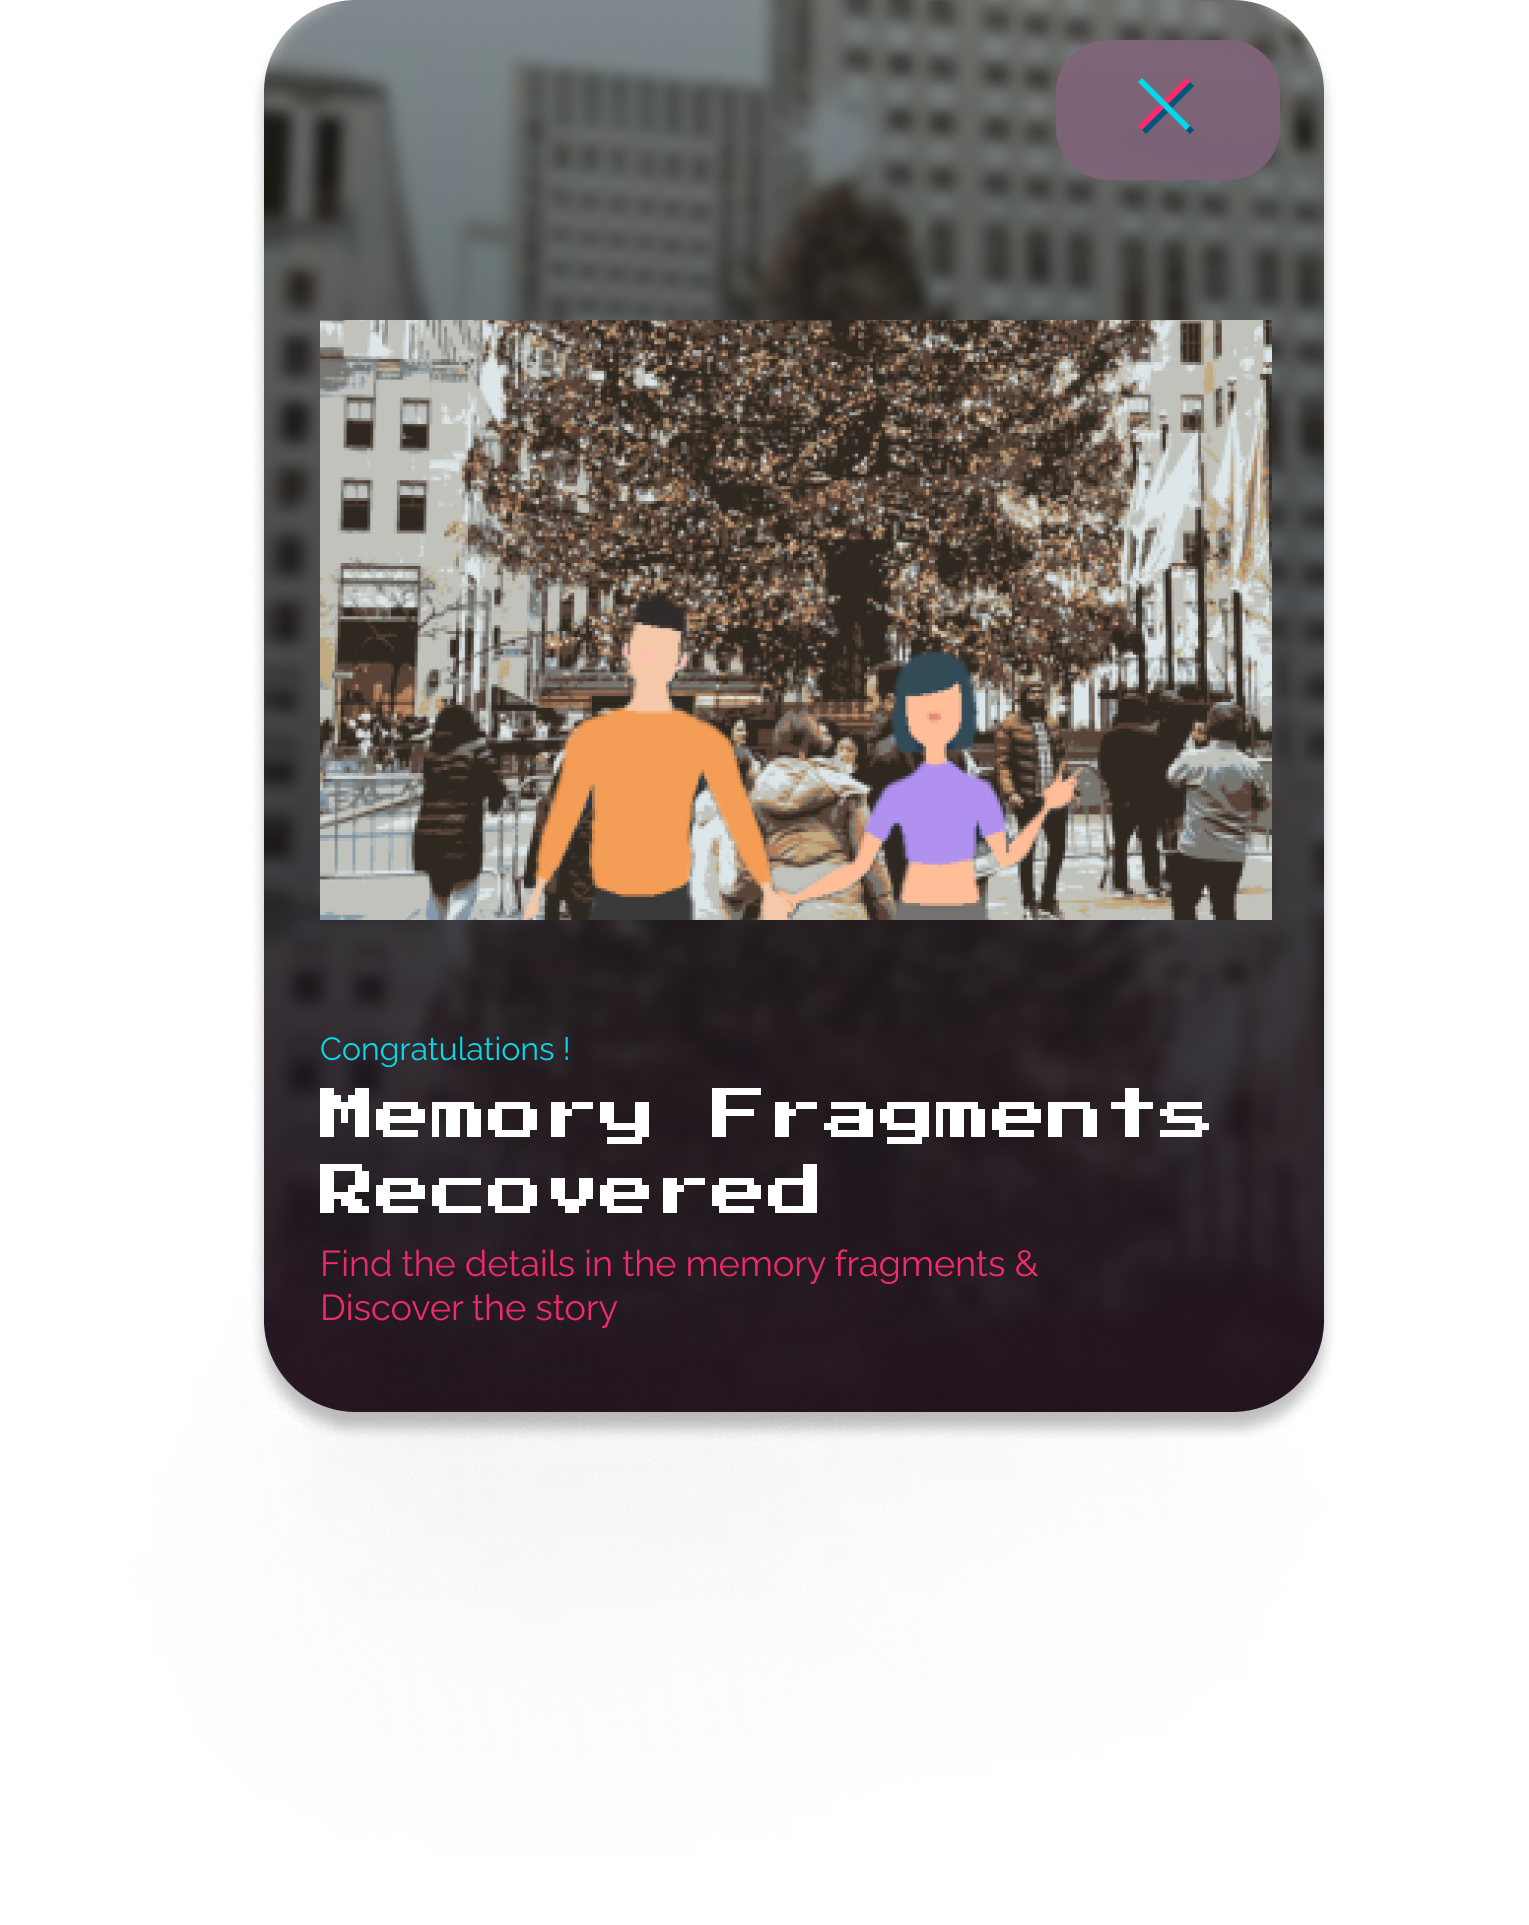 Congratulations !
Memory Fragments
Recovered
Find the details in the memory fragments &
Discover the story